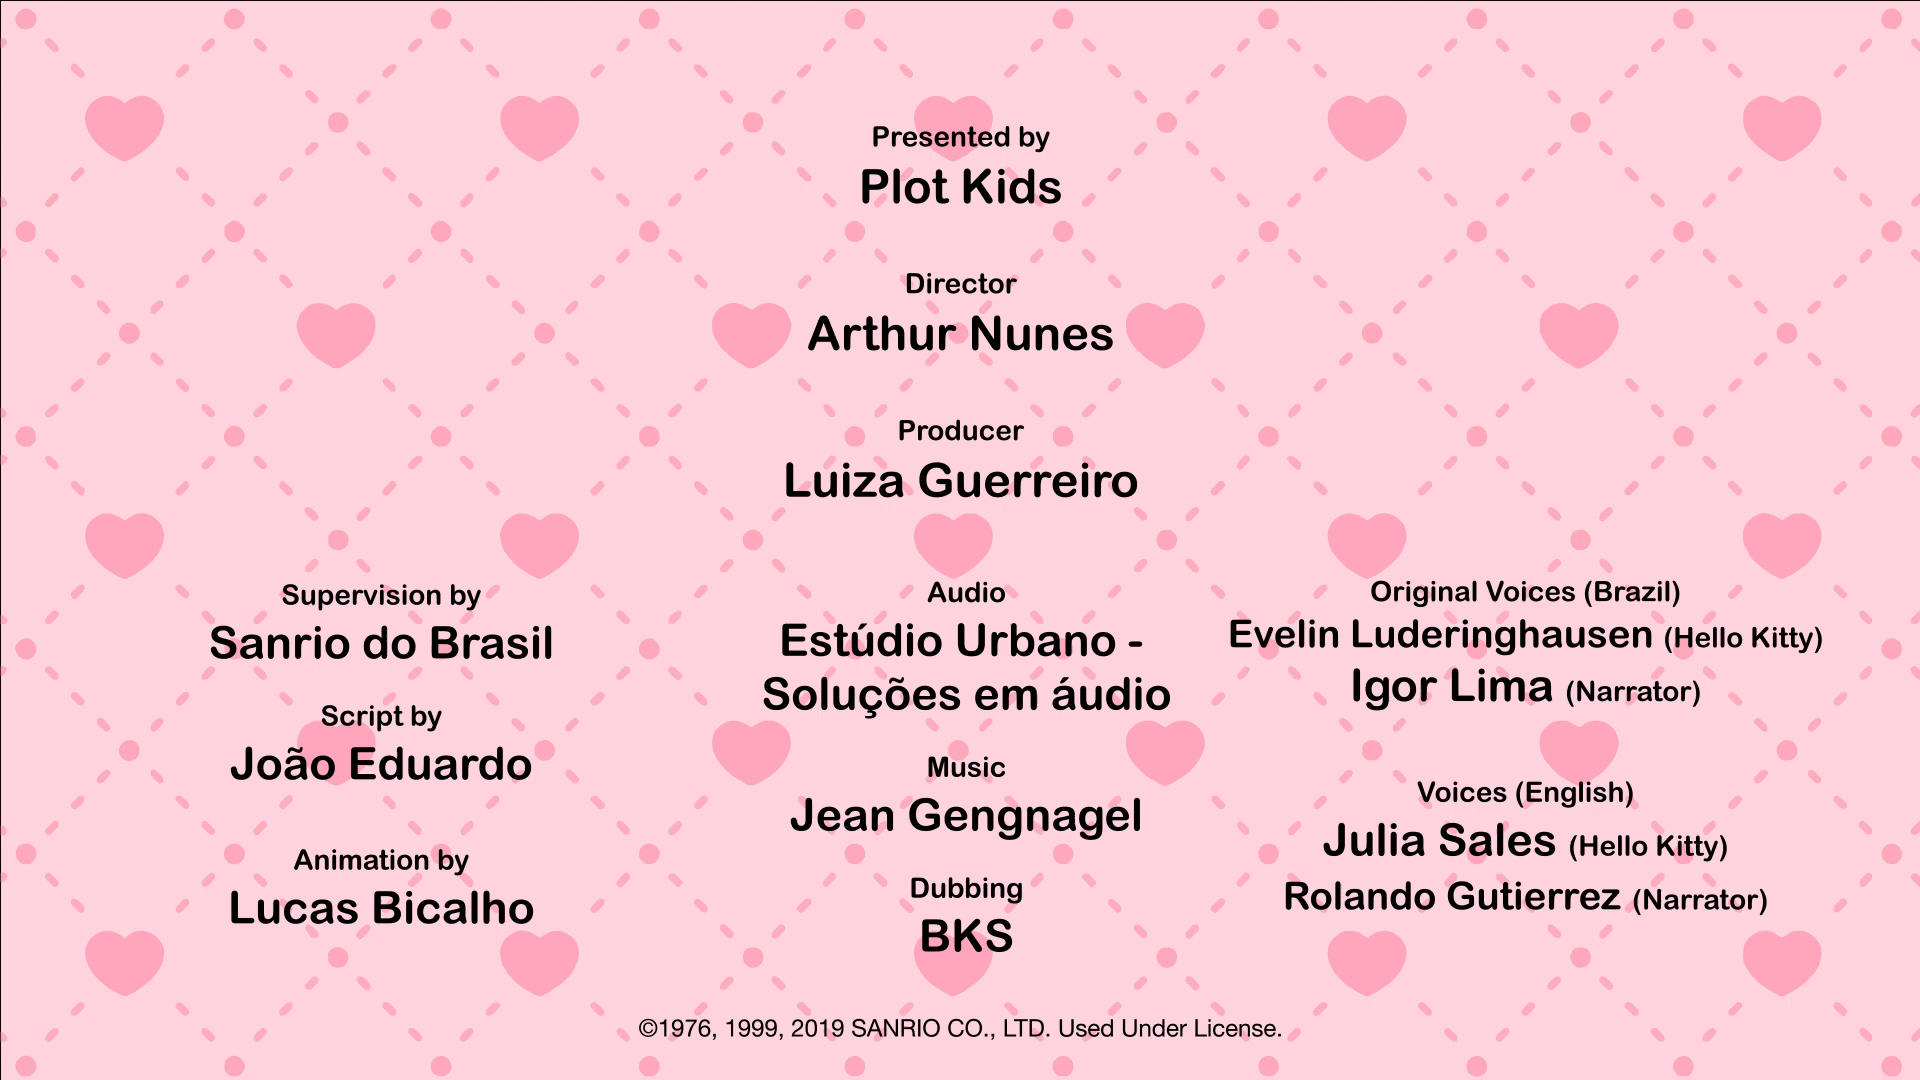 Presented by
Plot Kids
Director
Arthur Nunes
Producer
Luiza Guerreiro
Supervision by
Sanrio do Brasil
Script by
João Eduardo
Animation by
Lucas Bicalho
Audio
Estúdio Urbano -
Soluções em áudio
Music
Jean Gengnagel
Dubbing
BKS
Original Voices (Brazil)
Evelin Luderinghausen (Hello Kitty)
Igor Lima (Narrator)
Voices (English)
Julia Sales (Hello Kitty)
Rolando Gutierrez (Narrator)
©1976, 1999, 2019 SANRIO CO., LTD. Used Under License.